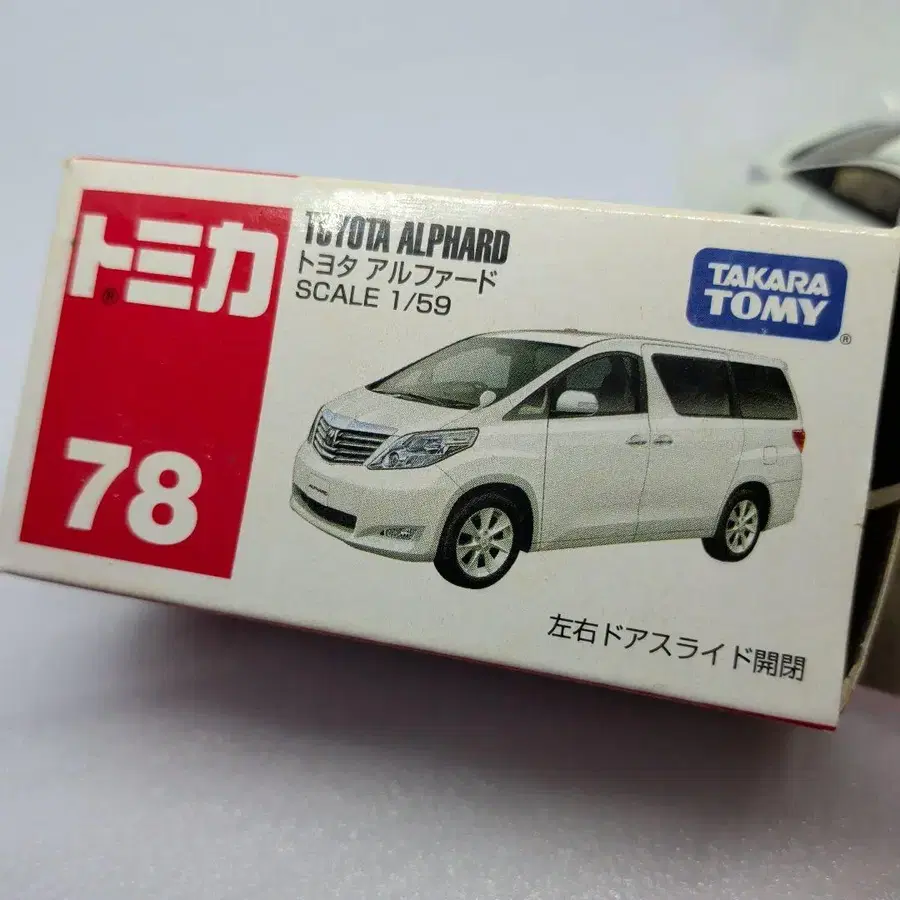 トミカ®
78
TOYOTA ALPHARD
トヨタ アルファード
SCALE 1/59
TAKARA
TOMY®
ALPHARD
左右ドアスライド開閉